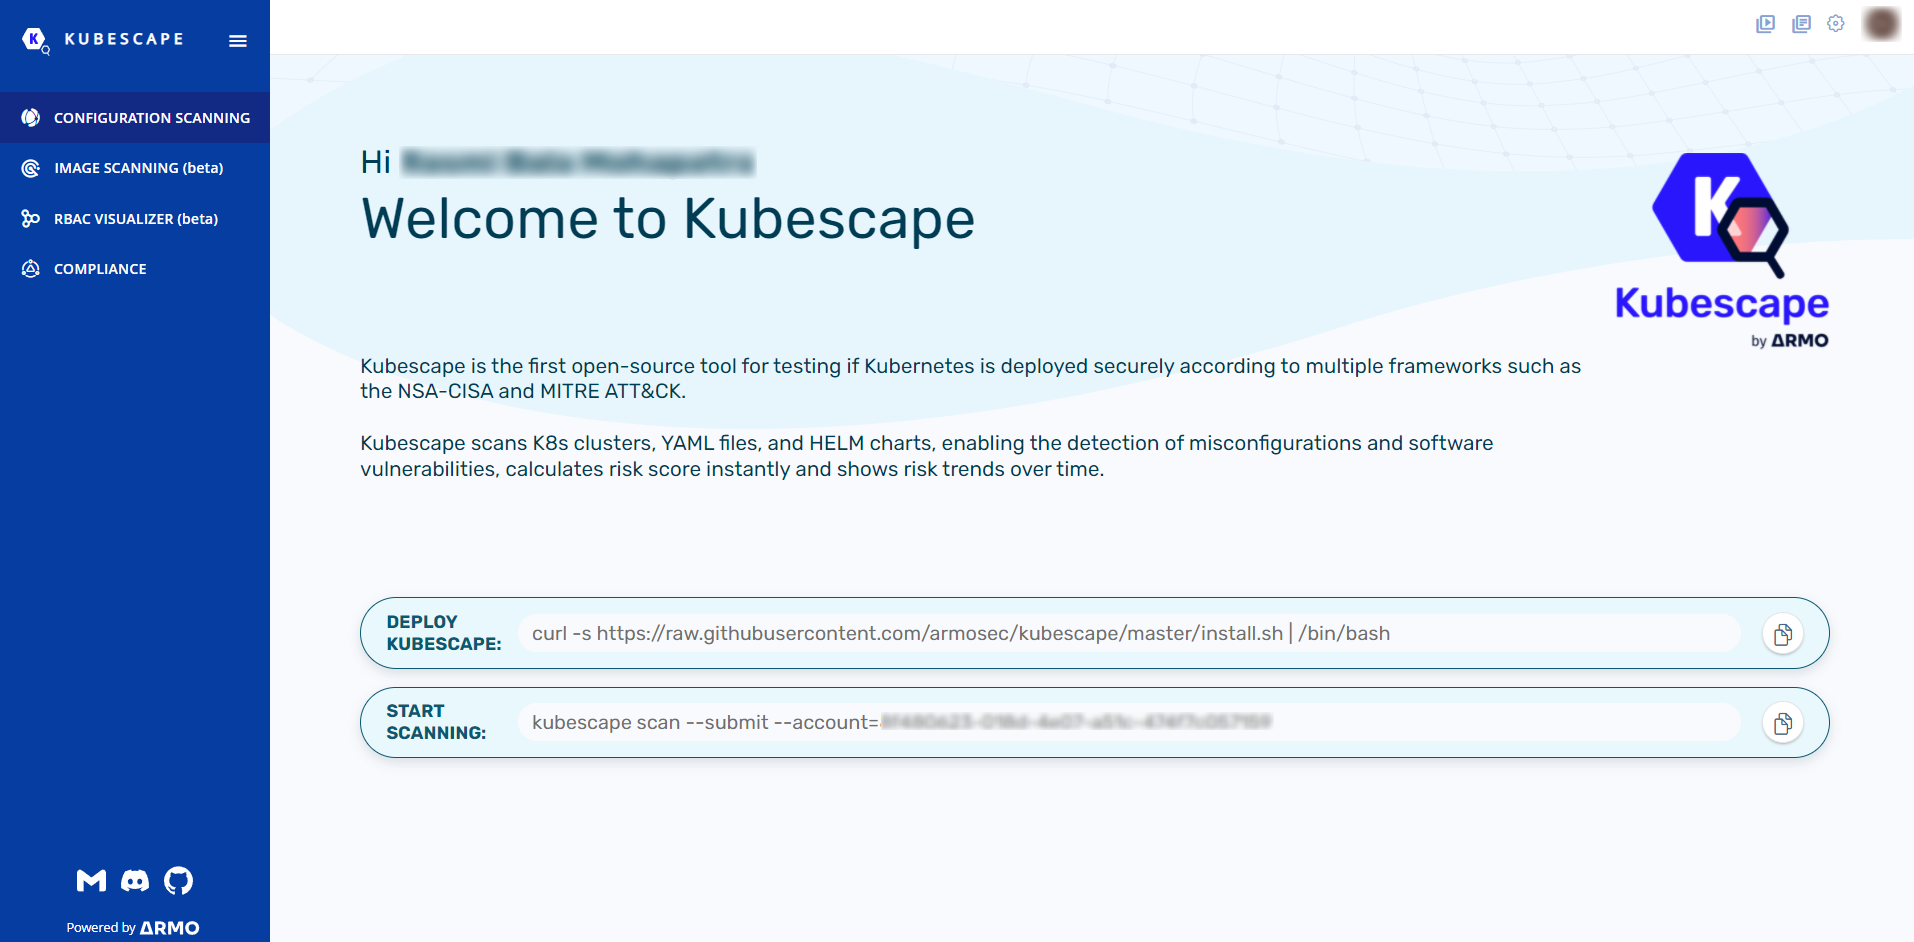 KUBESCAPE
CONFIGURATION SCANNING
IMAGE SCANNING (beta)
RBAC VISUALIZER (beta)
COMPLIANCE
Powered by ARMO
Hi
Welcome to Kubescape
Kubescape
by ARMO
Kubescape is the first open-source tool for testing if Kubernetes is deployed securely according to multiple frameworks such as
the NSA-CISA and MITRE ATT&CK.
Kubescape scans K8s clusters, YAML files, and HELM charts, enabling the detection of misconfigurations and software
vulnerabilities, calculates risk score instantly and shows risk trends over time.
DEPLOY
KUBESCAPE:
curl -s https://raw.githubusercontent.com/armosec/kubescape/master/install.sh | /bin/bash
START
SCANNING:
kubescape scan --submit --account=